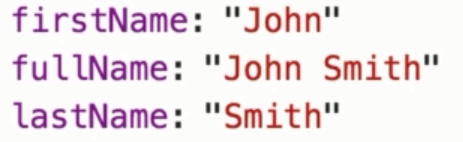 firstName: "John"
fullName: "John Smith"
lastName: "Smith"